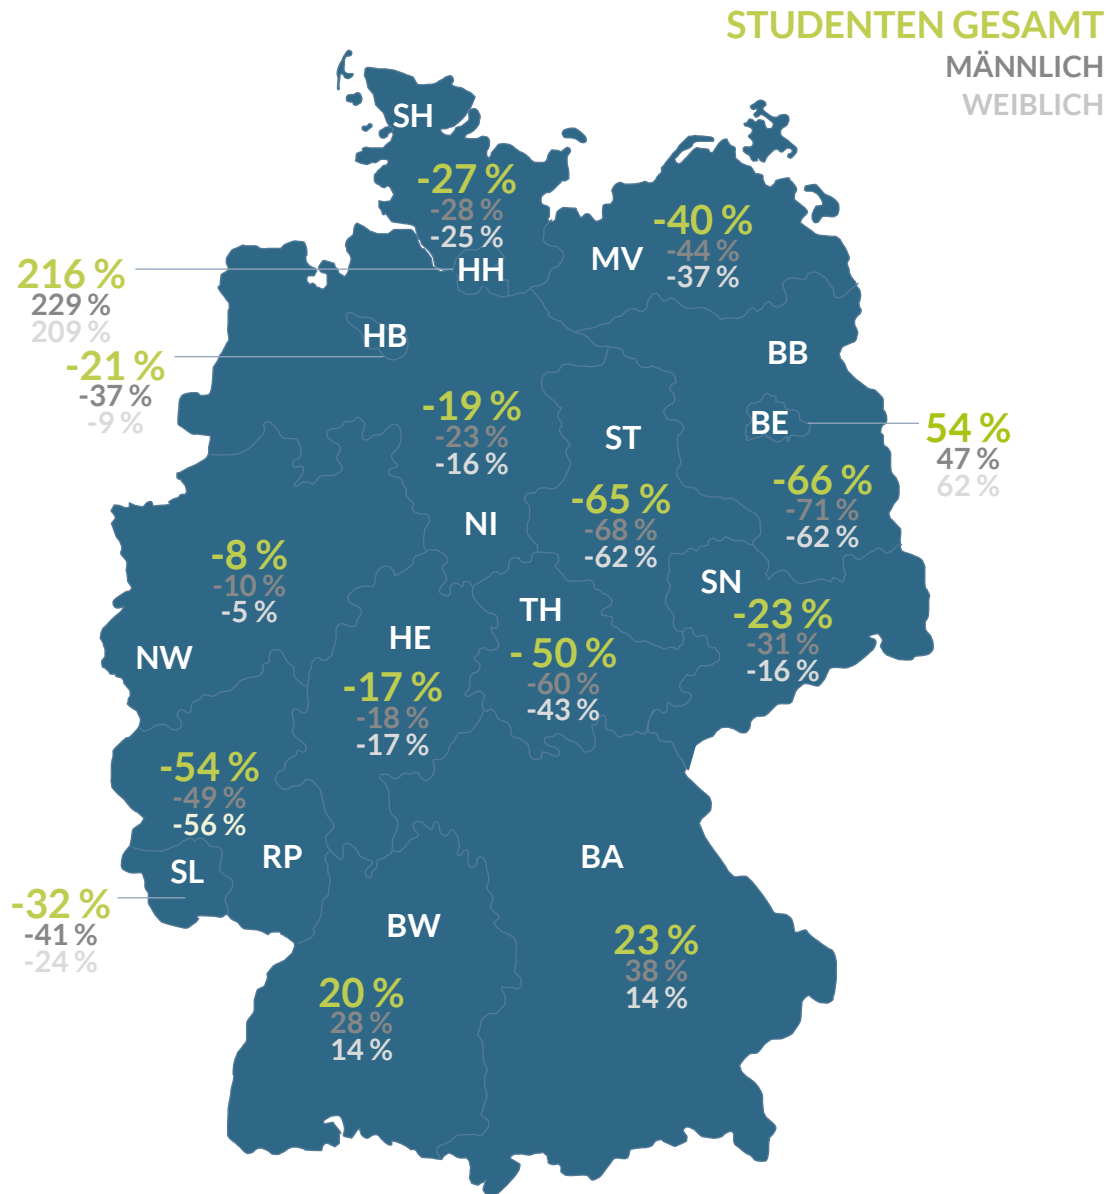 STUDENTEN GESAMT
MÄNNLICH
WEIBLICH
SH
-27 %
-28 %
-25 %
-40 %
-44 %
-37 %
MV
HH
216 %
229 %
209 %
HB
-21 %
-37 %
-9 %
BB
-19 %
-23 %
-16 %
NI
ST
-65 %
-68 %
-62 %
BE
54 %
47 %
62 %
-66 %
-71 %
-62 %
-8 %
-10 %
-5 %
NW
SN
-23 %
-31 %
-16 %
TH
- 50 %
-60 %
-43 %
HE
-17 %
-18 %
-17 %
-54 %
-49 %
-56 %
RP
SL
-32 %
-41 %
-24 %
BA
23 %
38 %
14 %
BW
20 %
28 %
14 %